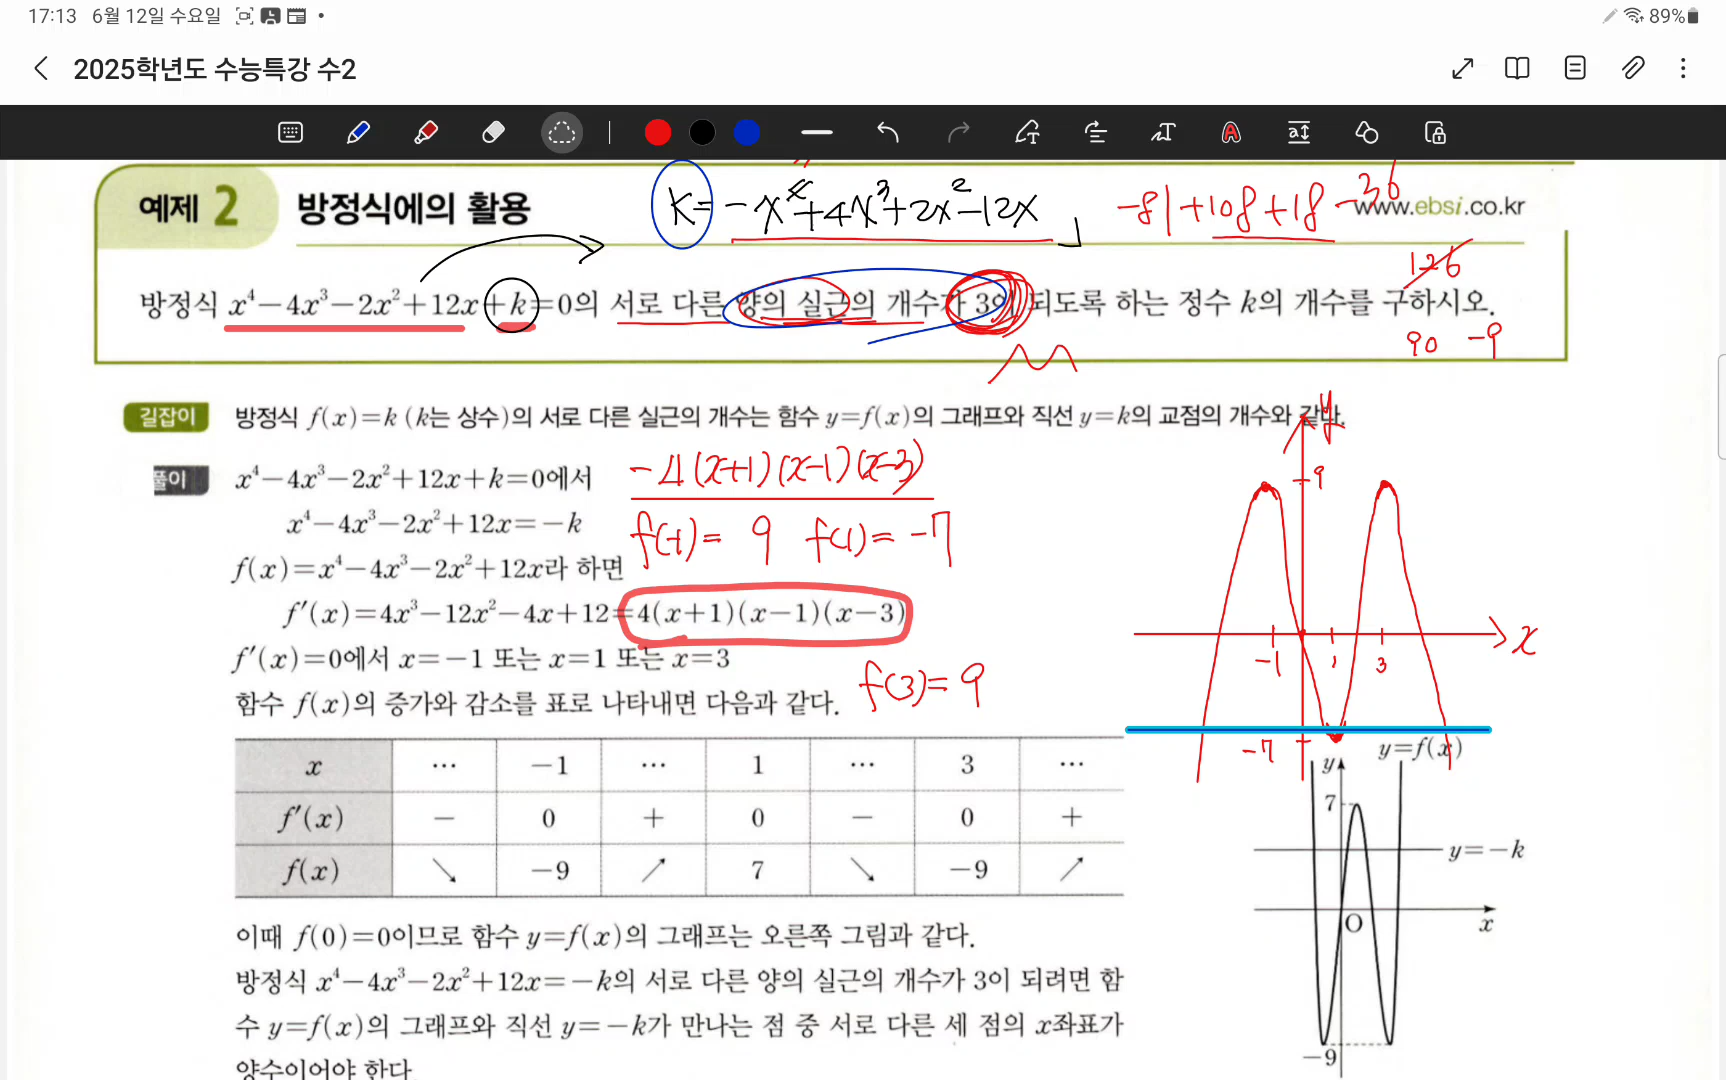 17:13 6월 12일 수요일
89%
2025학년도 수능특강 수2
예제 2 방정식에의 활용
K= -x⁴+4x³+2x²-12x
-81+108+18-36
www.ebsi.co.kr
126
방정식 x⁴-4x³-2x²+12x+k=0의 서로 다른 양의 실근의 개수가 3이 되도록 하는 정수 k의 개수를 구하시오.
90 -9
길잡이 방정식 f(x)=k (k는 상수)의 서로 다른 실근의 개수는 함수 y=f(x)의 그래프와 직선 y=k의 교점의 개수와 같다.
y
풀이 x⁴-4x³-2x²+12x+k=0에서
-4(x+1)(x-1)(x-3)
9
x⁴-4x³-2x²+12x=-k
f(-1)= 9 f(1)= -7
f(x)=x⁴-4x³-2x²+12x라 하면
f′(x)=4x³-12x²-4x+12=4(x+1)(x-1)(x-3)
f′(x)=0에서 x=-1 또는 x=1 또는 x=3
-1 1 3 x
함수 f(x)의 증가와 감소를 표로 나타내면 다음과 같다.
f(3)= 9
-7
x … -1 … 1 … 3 …
f′(x) - 0 + 0 - 0 +
f(x) ↘ -9 ↗ 7 ↘ -9 ↗
y y=f(x)
7
y=-k
O x
-9
이때 f(0)=0이므로 함수 y=f(x)의 그래프는 오른쪽 그림과 같다.
방정식 x⁴-4x³-2x²+12x=-k의 서로 다른 양의 실근의 개수가 3이 되려면 함
수 y=f(x)의 그래프와 직선 y=-k가 만나는 점 중 서로 다른 세 점의 x좌표가
양수이어야 한다.